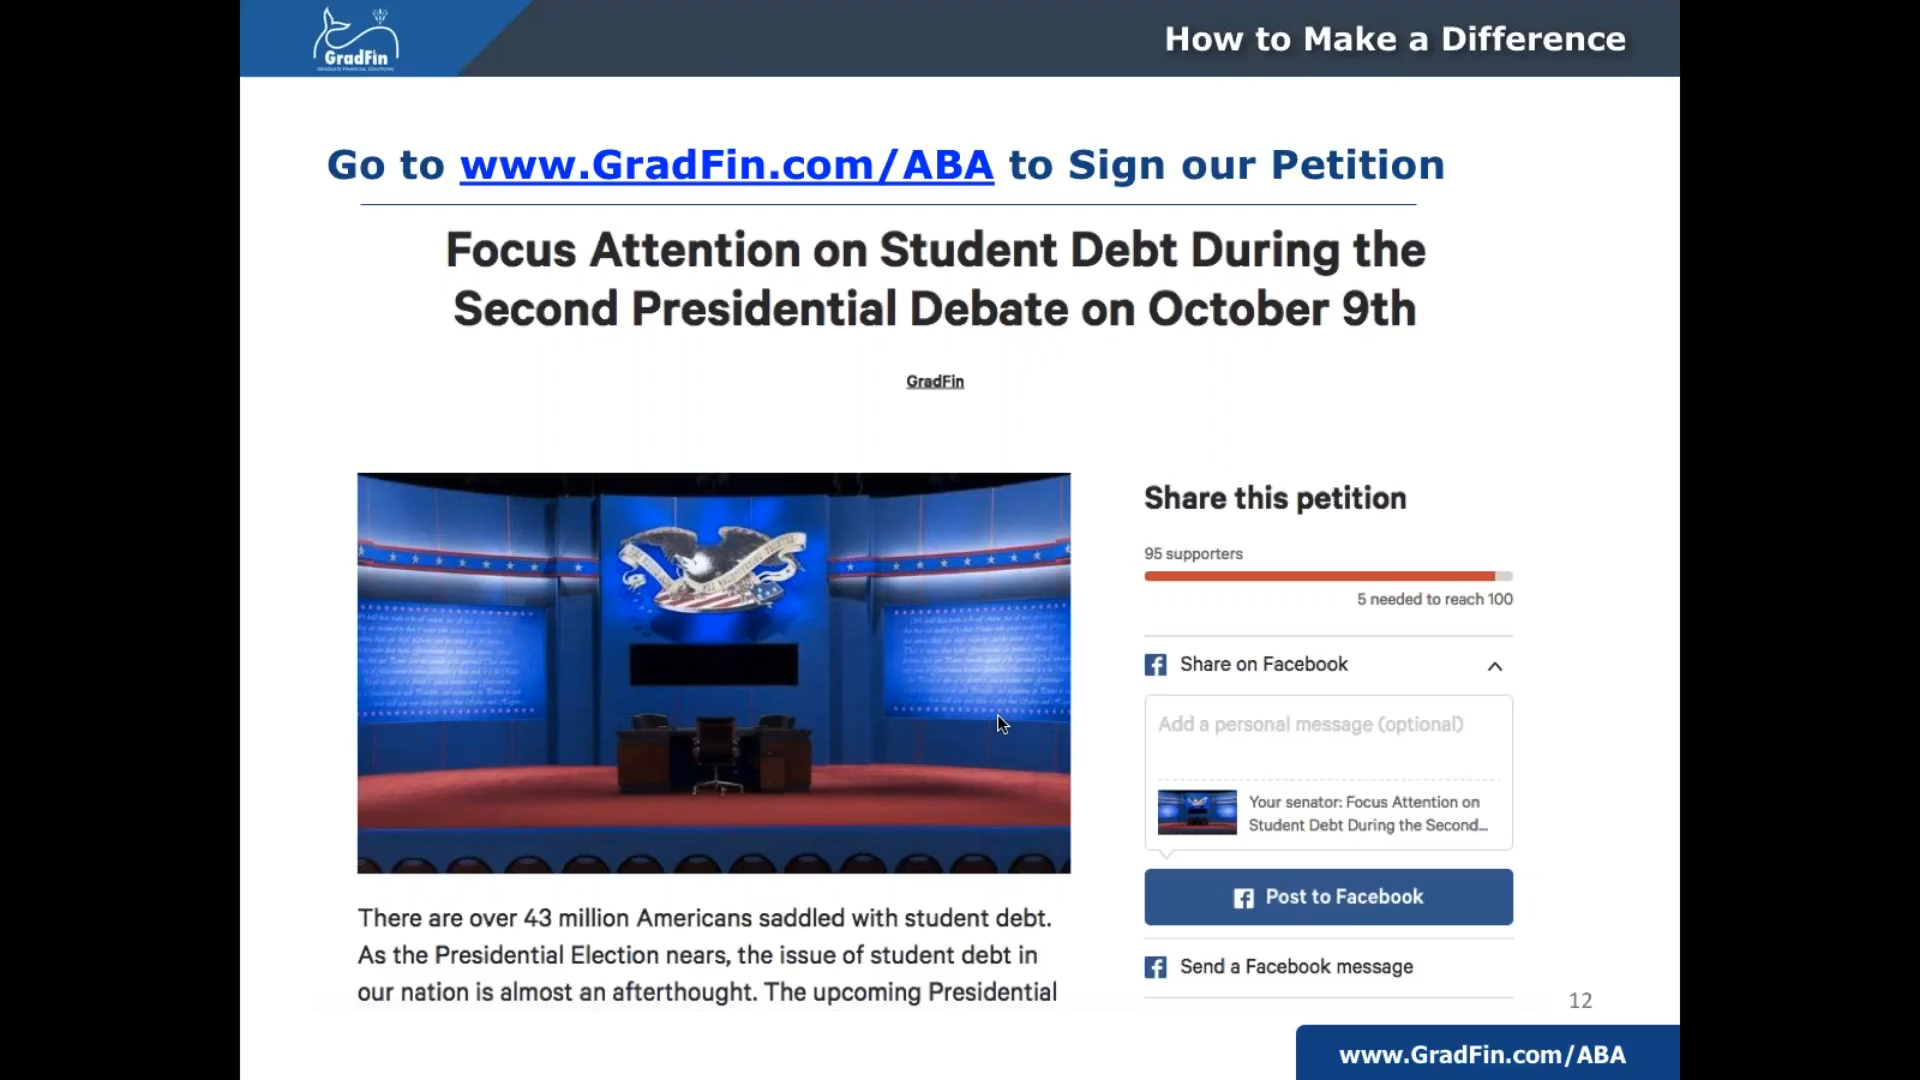 GradFin
GRADUATE FINANCIAL SOLUTIONS
How to Make a Difference
Go to www.GradFin.com/ABA to Sign our Petition
Focus Attention on Student Debt During the
Second Presidential Debate on October 9th
GradFin
Share this petition
95 supporters
5 needed to reach 100
Share on Facebook
Add a personal message (optional)
Your senator: Focus Attention on
Student Debt During the Second...
Post to Facebook
Send a Facebook message
There are over 43 million Americans saddled with student debt.
As the Presidential Election nears, the issue of student debt in
our nation is almost an afterthought. The upcoming Presidential
12
www.GradFin.com/ABA